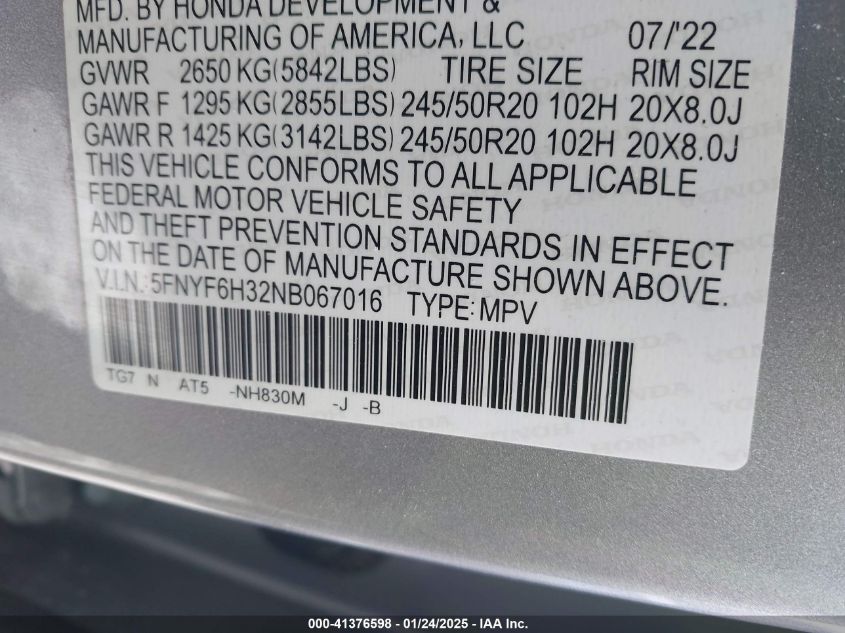 MFD. BY HONDA DEVELOPMENT &
MANUFACTURING OF AMERICA, LLC 07/'22
GVWR 2650 KG(5842LBS) TIRE SIZE RIM SIZE
GAWR F 1295 KG(2855LBS) 245/50R20 102H 20X8.0J
GAWR R 1425 KG(3142LBS) 245/50R20 102H 20X8.0J
THIS VEHICLE CONFORMS TO ALL APPLICABLE
FEDERAL MOTOR VEHICLE SAFETY
AND THEFT PREVENTION STANDARDS IN EFFECT
ON THE DATE OF MANUFACTURE SHOWN ABOVE.
V.I.N.: 5FNYF6H32NB067016 TYPE: MPV
TG7 N AT5 -NH830M -J -B
000-41376598 - 01/24/2025 - IAA Inc.